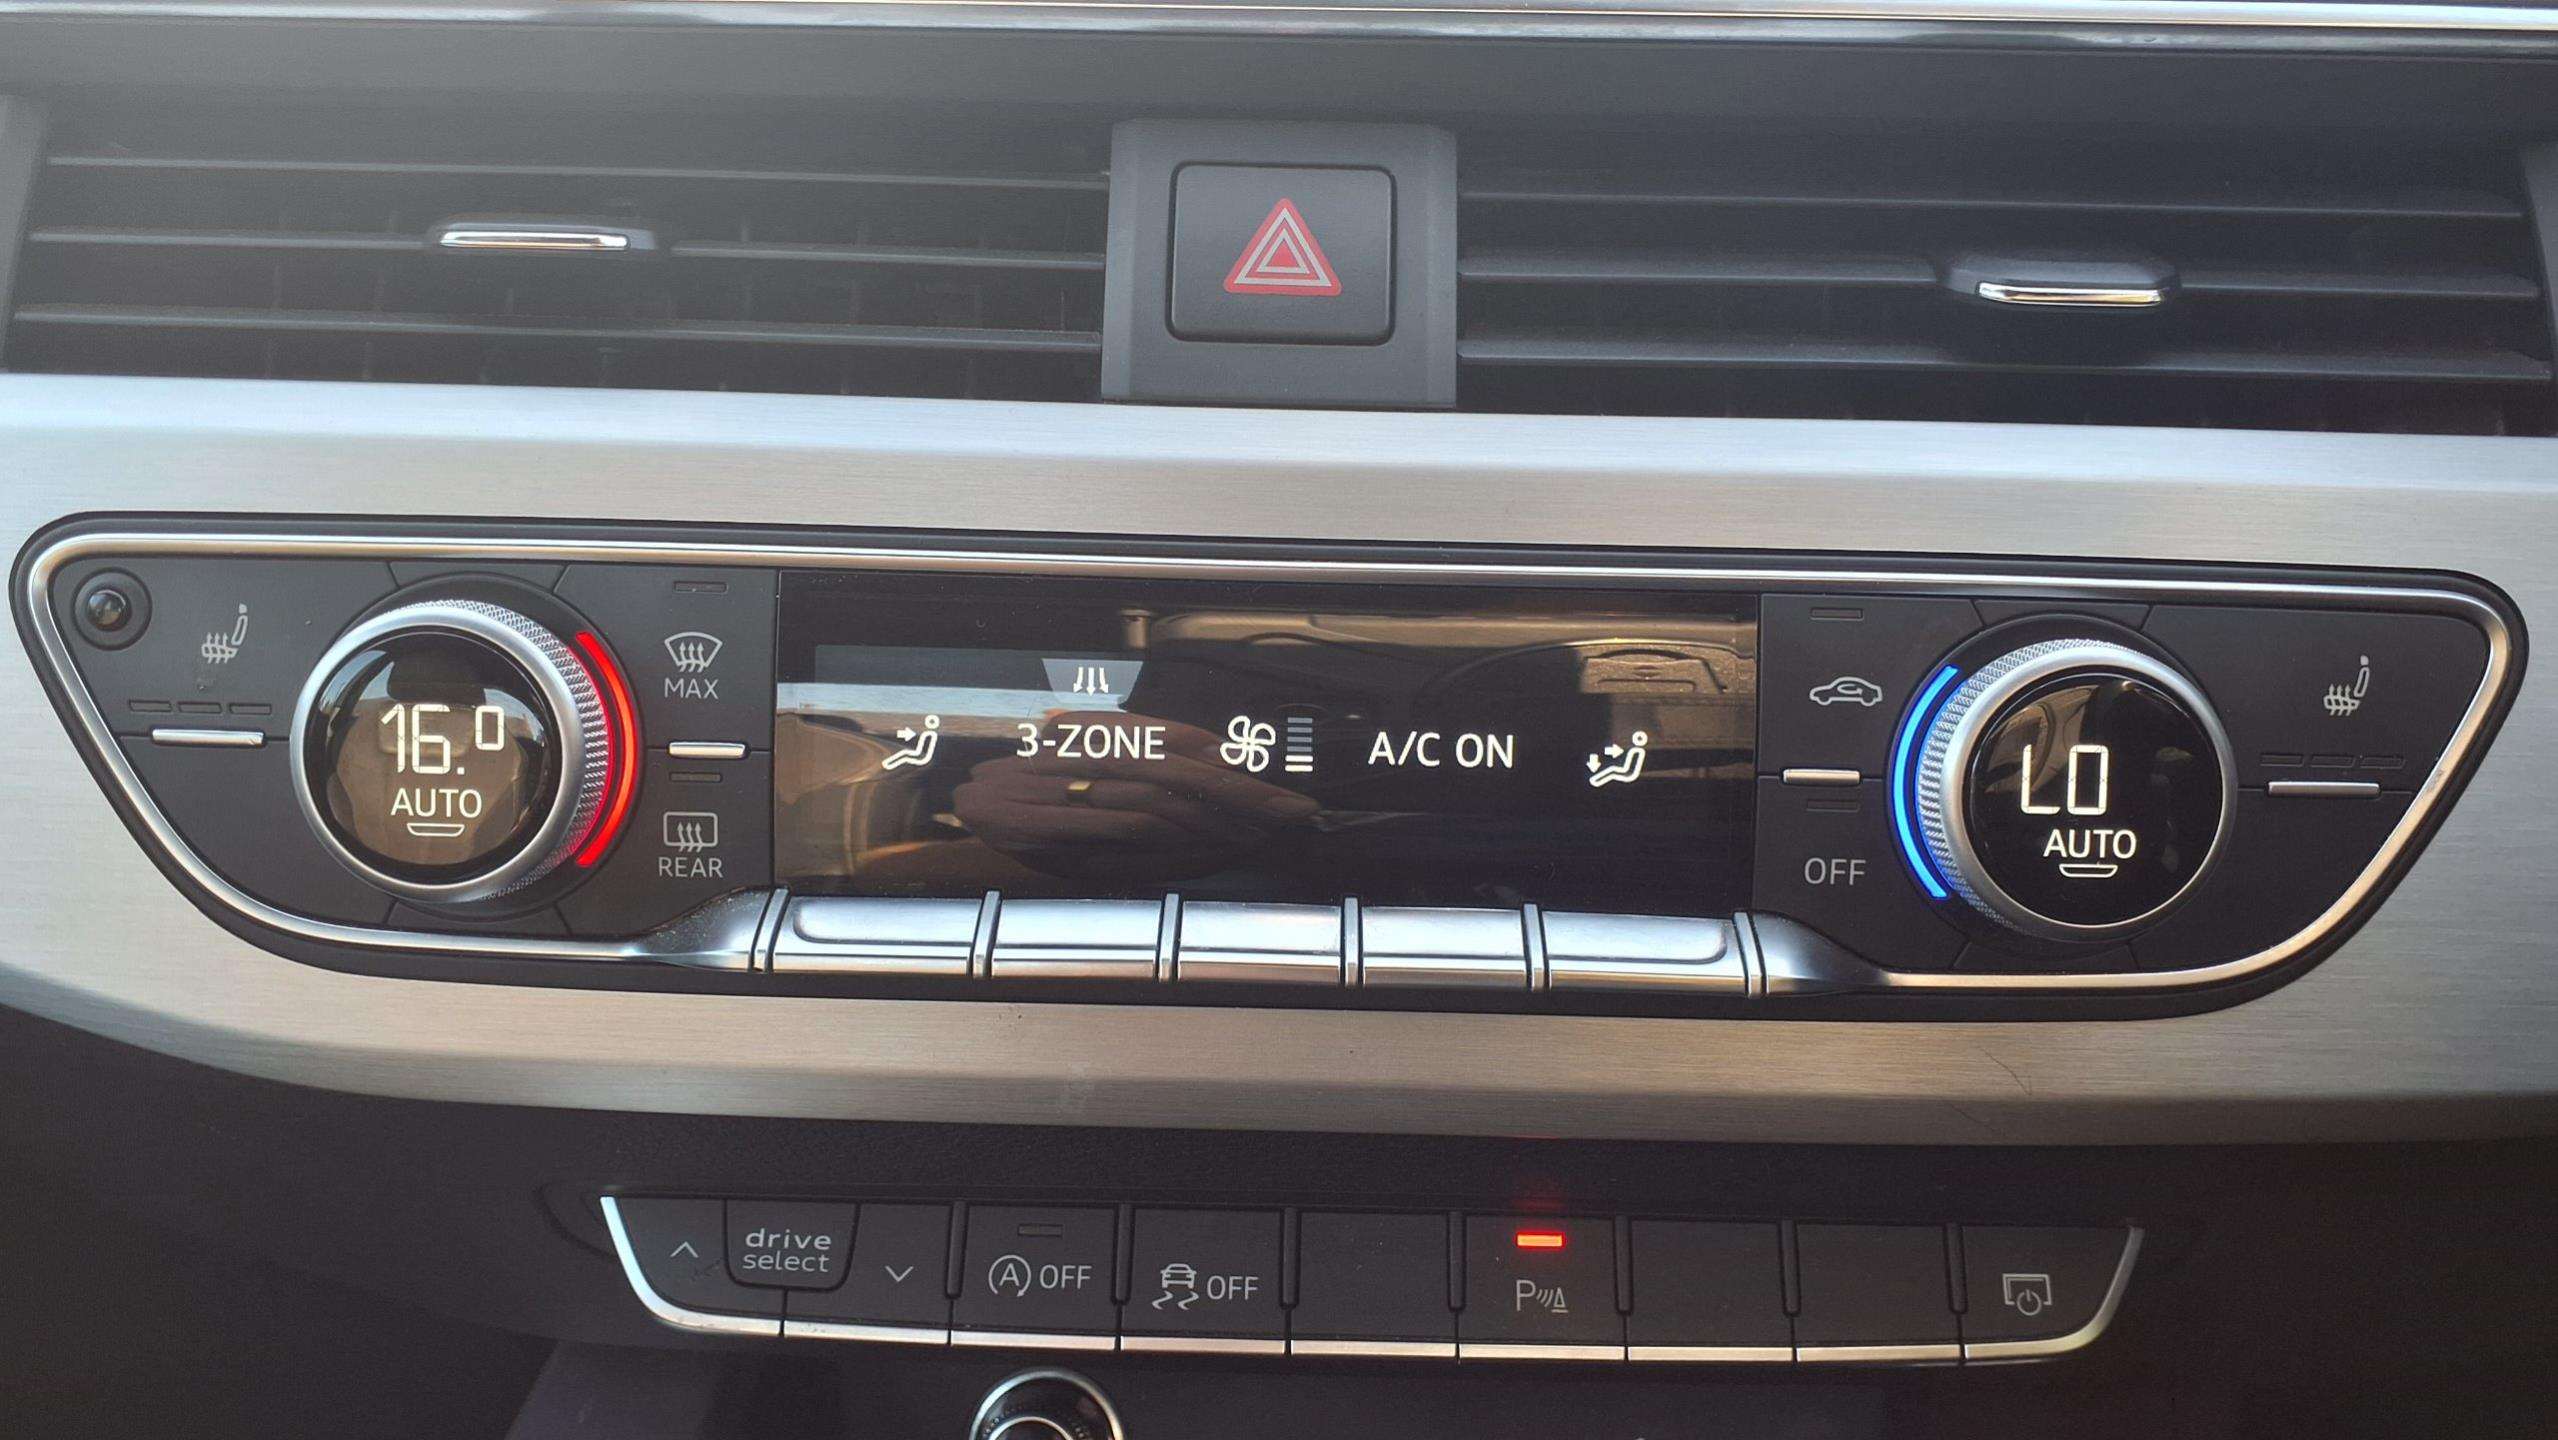 MAX
16.0
AUTO
3-ZONE
A/C ON
LO
AUTO
REAR
OFF
drive
select
A OFF
OFF
P